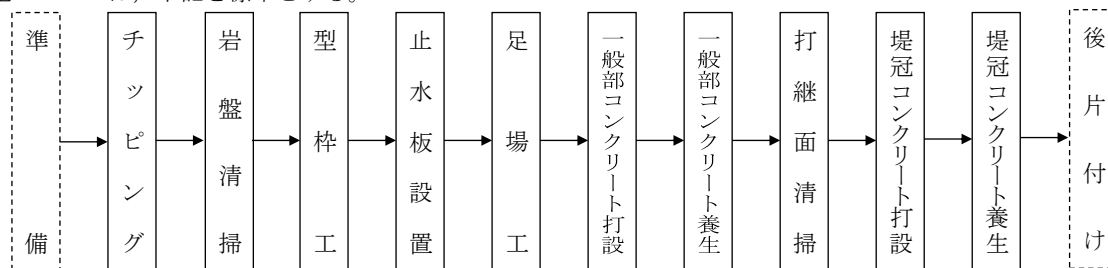 準備
チッピング
岩盤清掃
型枠工
止水板設置
足場工
一般部コンクリート打設
一般部コンクリート養生
打継面清掃
堤冠コンクリート打設
堤冠コンクリート養生
後片付け